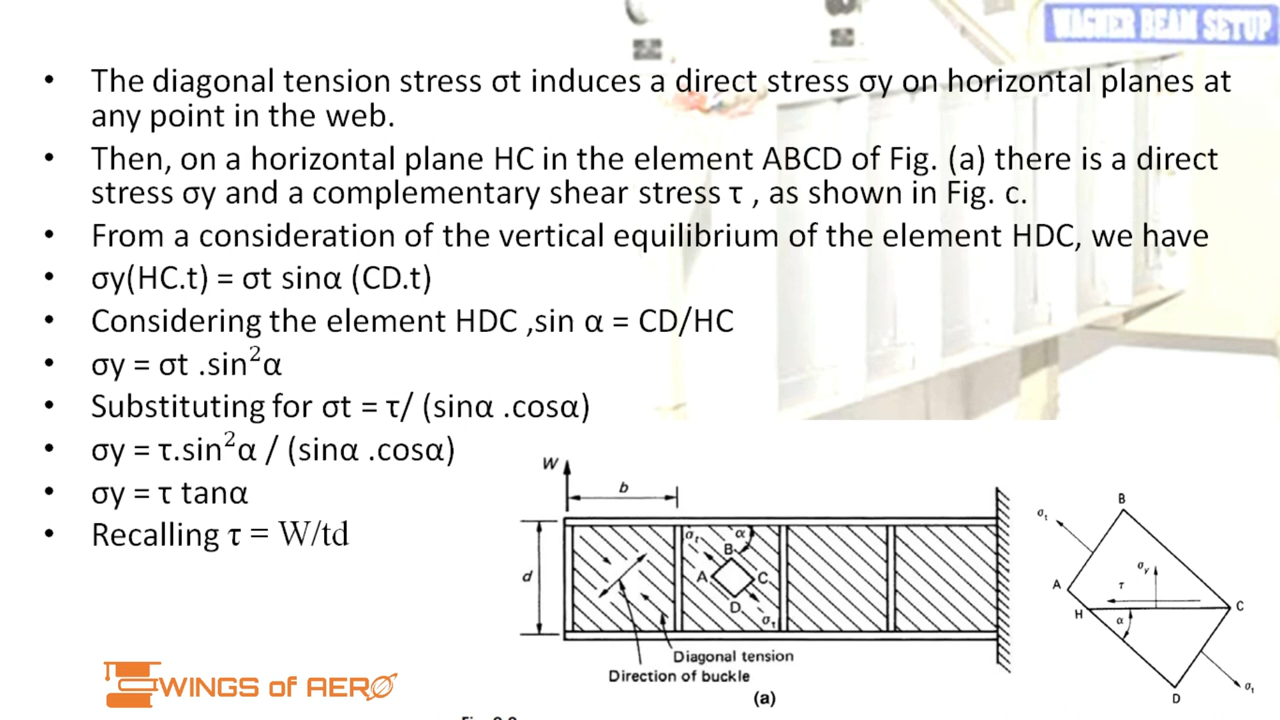 WAGNER BEAM SETUP
• The diagonal tension stress σt induces a direct stress σy on horizontal planes at
any point in the web.
• Then, on a horizontal plane HC in the element ABCD of Fig. (a) there is a direct
stress σy and a complementary shear stress τ , as shown in Fig. c.
• From a consideration of the vertical equilibrium of the element HDC, we have
• σy(HC.t) = σt sinα (CD.t)
• Considering the element HDC ,sin α = CD/HC
• σy = σt .sin²α
• Substituting for σt = τ/ (sinα .cosα)
• σy = τ.sin²α / (sinα .cosα)
• σy = τ tanα
• Recalling τ = W/td
W
b
d
σt
α
B
A
C
D
σt
Diagonal tension
Direction of buckle
(a)
B
σt
σy
A
τ
H
C
α
σt
D
WINGS of AERO